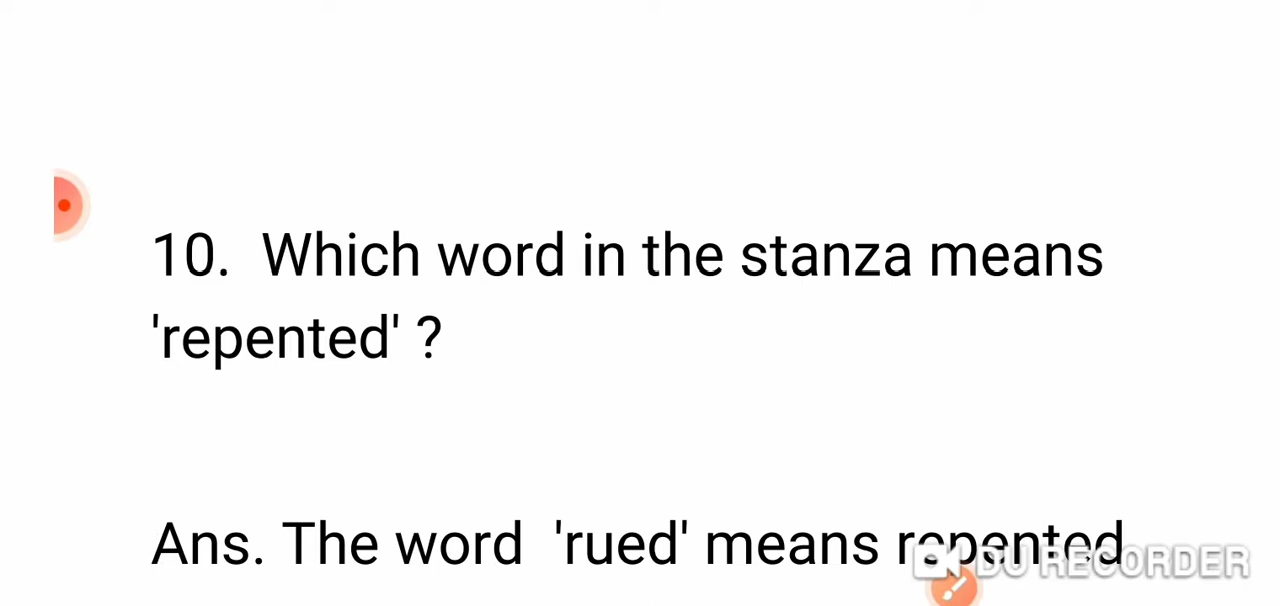 10. Which word in the stanza means
'repented' ?
Ans. The word 'rued' means repented
DU RECORDER